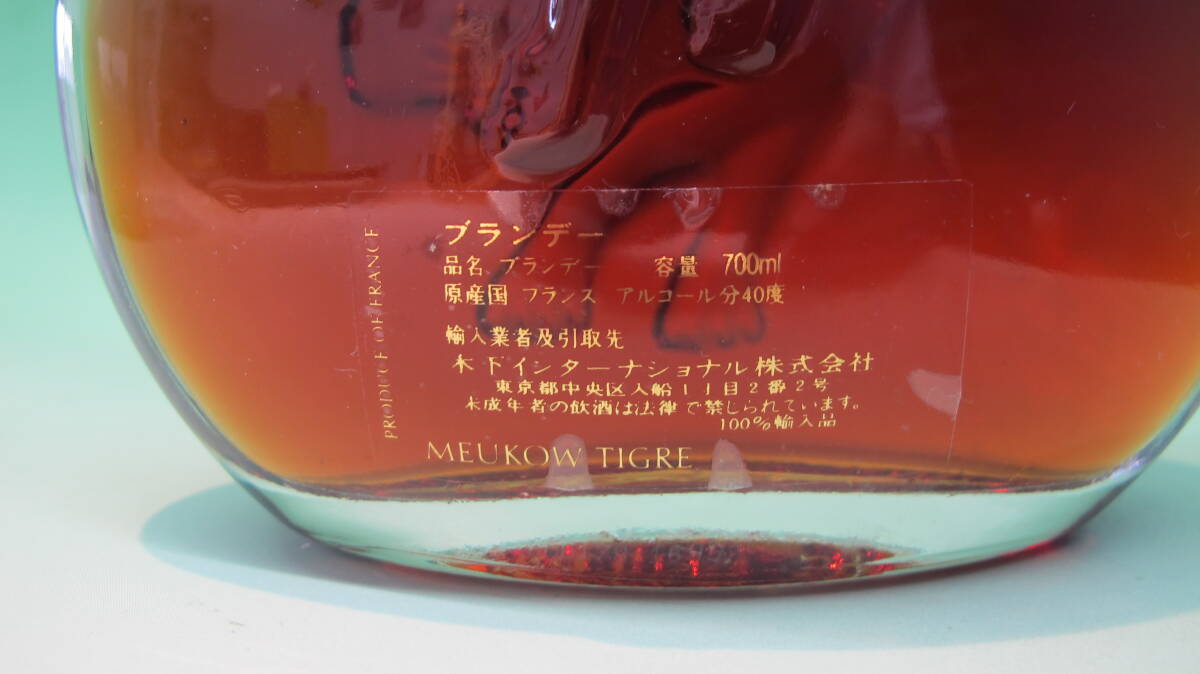 ブランデー
品名 ブランデー 容量 700ml
原産国 フランス アルコール分40度
輸入業者及引取先
木下インターナショナル株式会社
東京都中央区入船1丁目2番2号
未成年者の飲酒は法律で禁じられています。
100%輸入品
MEUKOW TIGRE
PRODUCE OF FRANCE